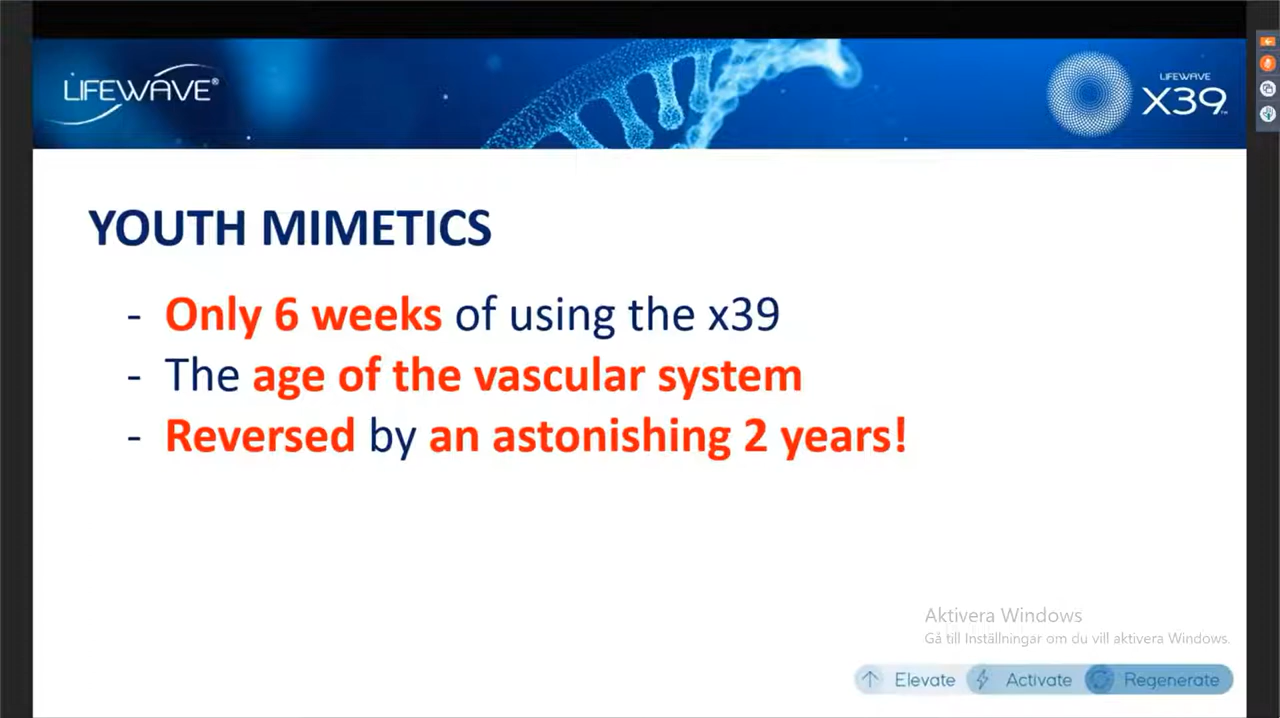 LIFEWAVE®
LIFEWAVE
X39™
YOUTH MIMETICS
- Only 6 weeks of using the x39
- The age of the vascular system
- Reversed by an astonishing 2 years!
Aktivera Windows
Gå till Inställningar om du vill aktivera Windows.
Elevate Activate Regenerate